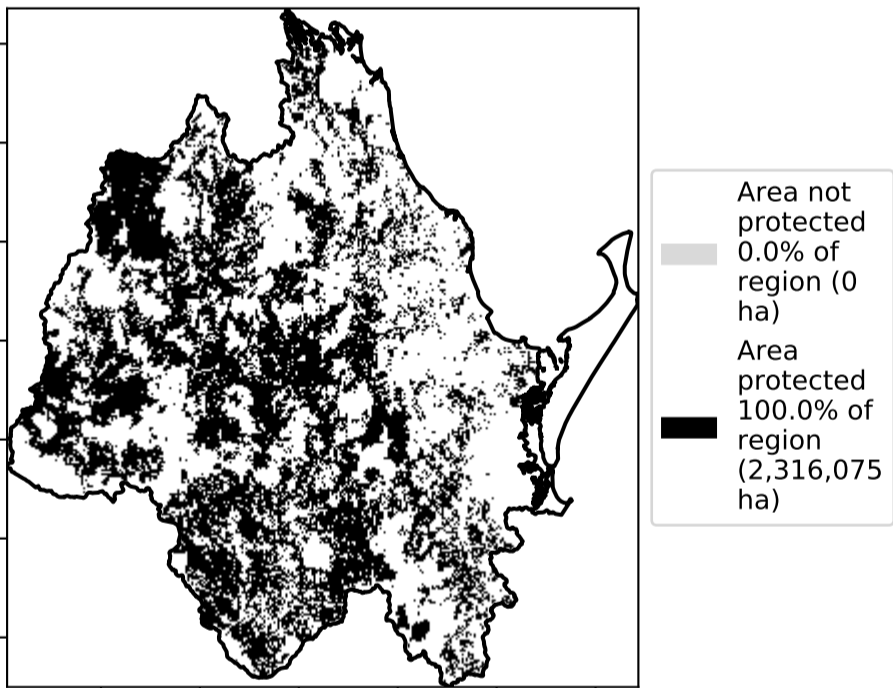 Area not
protected
0.0% of
region (0
ha)
Area
protected
100.0% of
region
(2,316,075
ha)